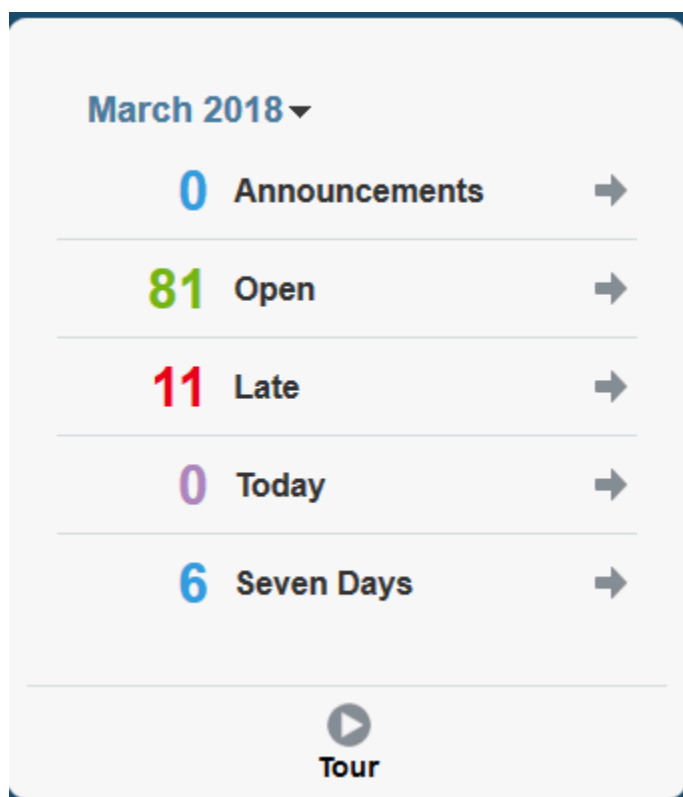 March 2018
0 Announcements
81 Open
11 Late
0 Today
6 Seven Days
Tour